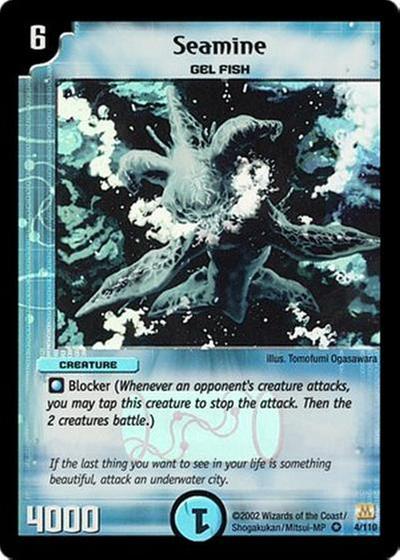 6
Seamine
GEL FISH
illus. Tomofumi Ogasawara
CREATURE
Blocker (Whenever an opponent's creature attacks,
you may tap this creature to stop the attack. Then the
2 creatures battle.)
If the last thing you want to see in your life is something
beautiful, attack an underwater city.
4000
1
©2002 Wizards of the Coast/
Shogakukan/Mitsui-MP
4/110